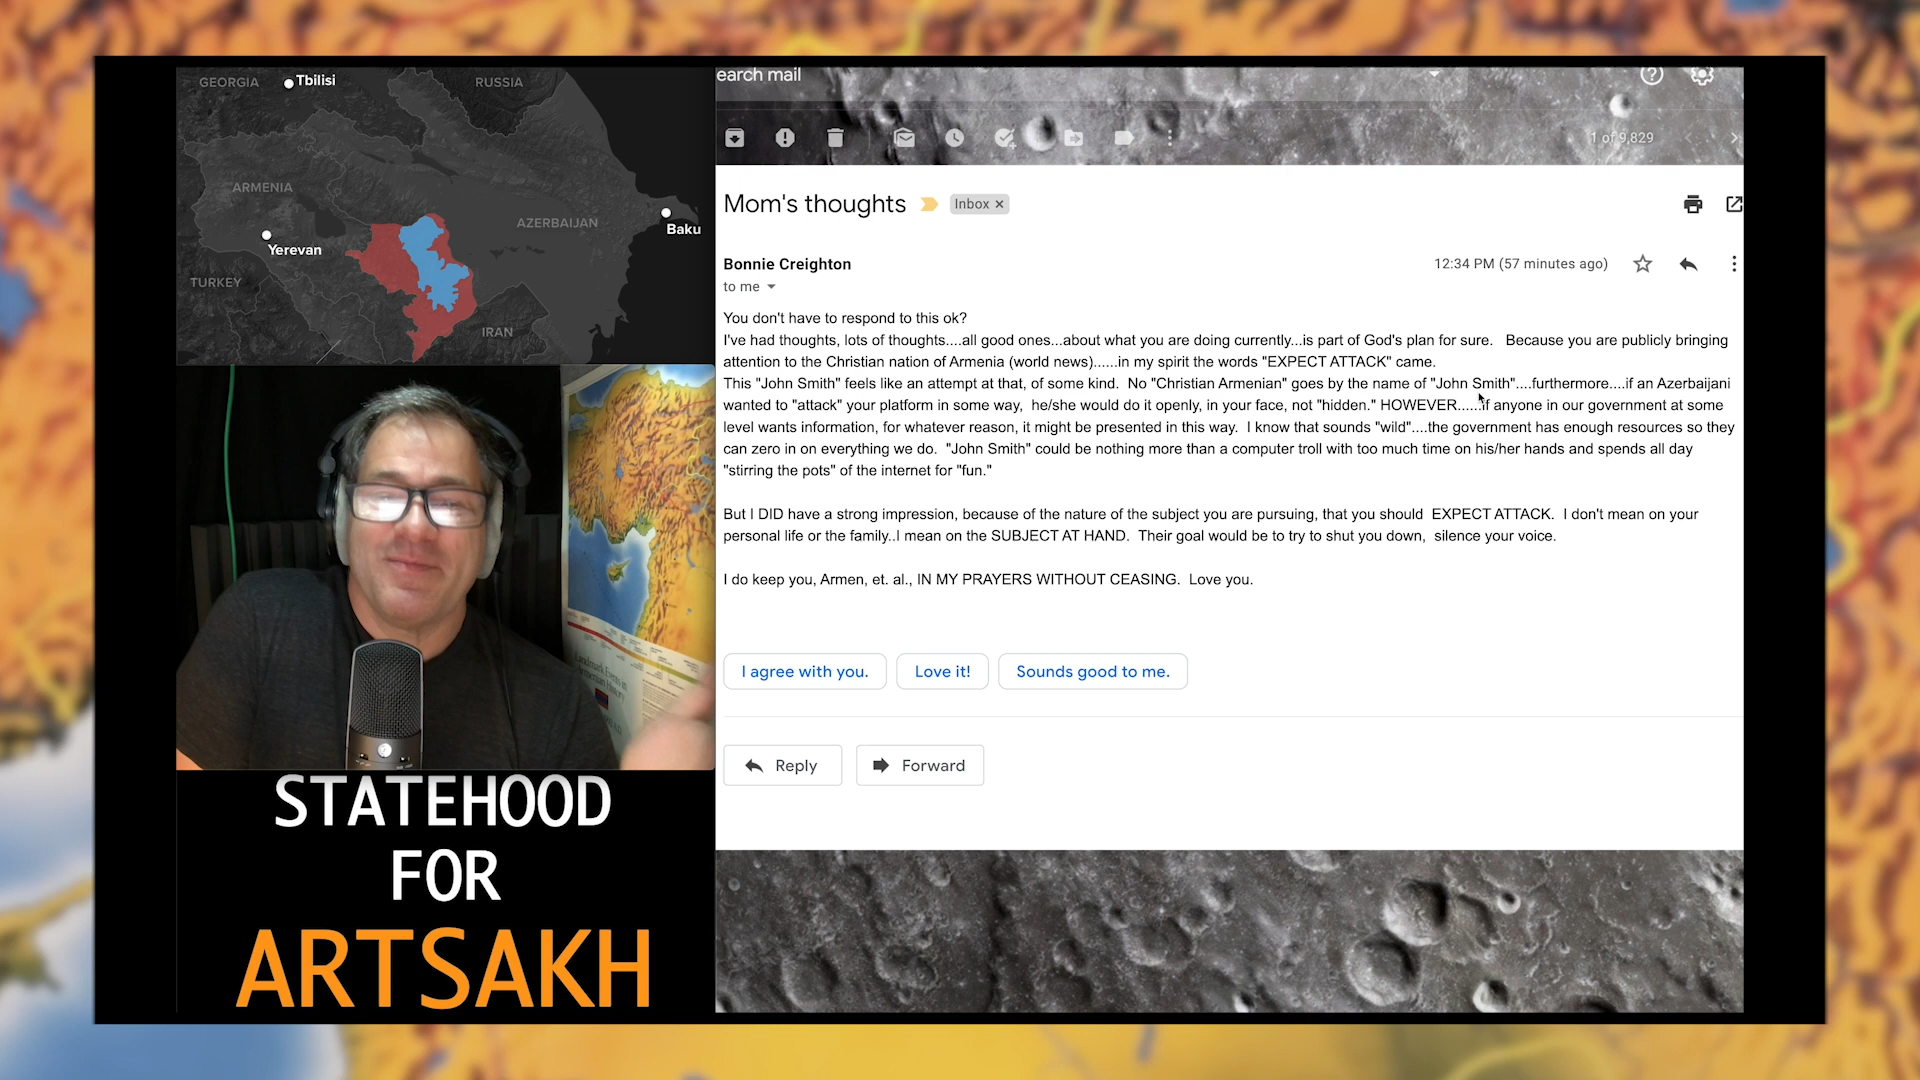 GEORGIA
Tbilisi
RUSSIA
ARMENIA
AZERBAIJAN
Baku
Yerevan
TURKEY
IRAN
STATEHOOD
FOR
ARTSAKH
earch mail
1 of 9,829
Mom's thoughts
Inbox ×
Bonnie Creighton
12:34 PM (57 minutes ago)
to me
You don't have to respond to this ok?
I've had thoughts, lots of thoughts....all good ones...about what you are doing currently...is part of God's plan for sure. Because you are publicly bringing
attention to the Christian nation of Armenia (world news)......in my spirit the words "EXPECT ATTACK" came.
This "John Smith" feels like an attempt at that, of some kind. No "Christian Armenian" goes by the name of "John Smith"....furthermore....if an Azerbaijani
wanted to "attack" your platform in some way, he/she would do it openly, in your face, not "hidden." HOWEVER......if anyone in our government at some
level wants information, for whatever reason, it might be presented in this way. I know that sounds "wild"....the government has enough resources so they
can zero in on everything we do. "John Smith" could be nothing more than a computer troll with too much time on his/her hands and spends all day
"stirring the pots" of the internet for "fun."
But I DID have a strong impression, because of the nature of the subject you are pursuing, that you should EXPECT ATTACK. I don't mean on your
personal life or the family..I mean on the SUBJECT AT HAND. Their goal would be to try to shut you down, silence your voice.
I do keep you, Armen, et. al., IN MY PRAYERS WITHOUT CEASING. Love you.
I agree with you.
Love it!
Sounds good to me.
Reply
Forward